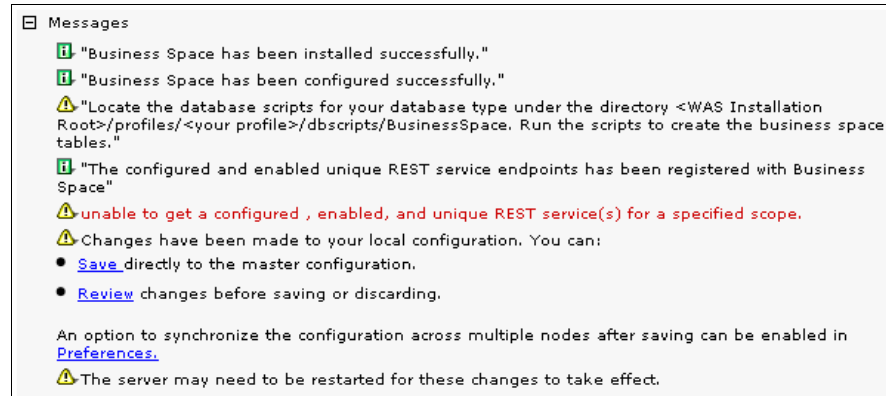 Messages
"Business Space has been installed successfully."
"Business Space has been configured successfully."
"Locate the database scripts for your database type under the directory <WAS Installation
Root>/profiles/<your profile>/dbscripts/BusinessSpace. Run the scripts to create the business space
tables."
"The configured and enabled unique REST service endpoints has been registered with Business
Space"
unable to get a configured , enabled, and unique REST service(s) for a specified scope.
Changes have been made to your local configuration. You can:
• Save directly to the master configuration.
• Review changes before saving or discarding.
An option to synchronize the configuration across multiple nodes after saving can be enabled in
Preferences.
The server may need to be restarted for these changes to take effect.